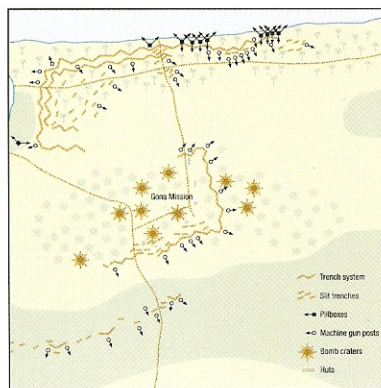 Gona Mission
Trench system
Slit trenches
Pillboxes
Machine gun posts
Bomb craters
Huts